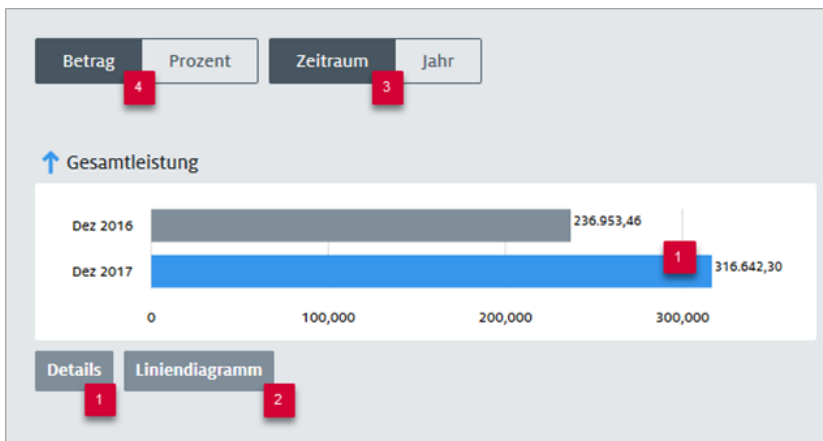 Betrag Prozent Zeitraum Jahr
4 3
Gesamtleistung
Dez 2016 236.953,46
1
Dez 2017 316.642,30
0 100,000 200,000 300,000
Details Liniendiagramm
1 2